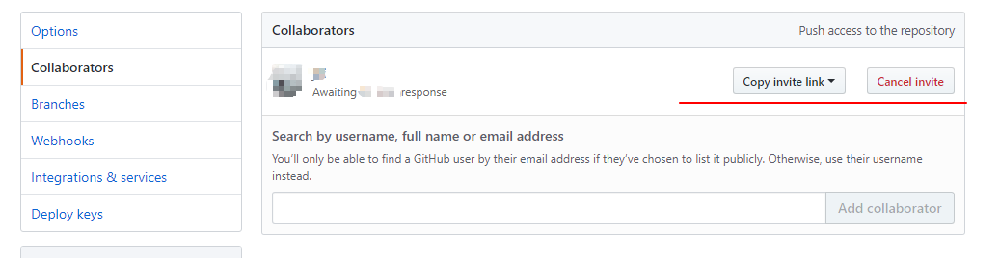 Options
Collaborators
Branches
Webhooks
Integrations & services
Deploy keys
Collaborators
Push access to the repository
Awaiting response
Copy invite link
Cancel invite
Search by username, full name or email address
You'll only be able to find a GitHub user by their email address if they've chosen to list it publicly. Otherwise, use their username
instead.
Add collaborator